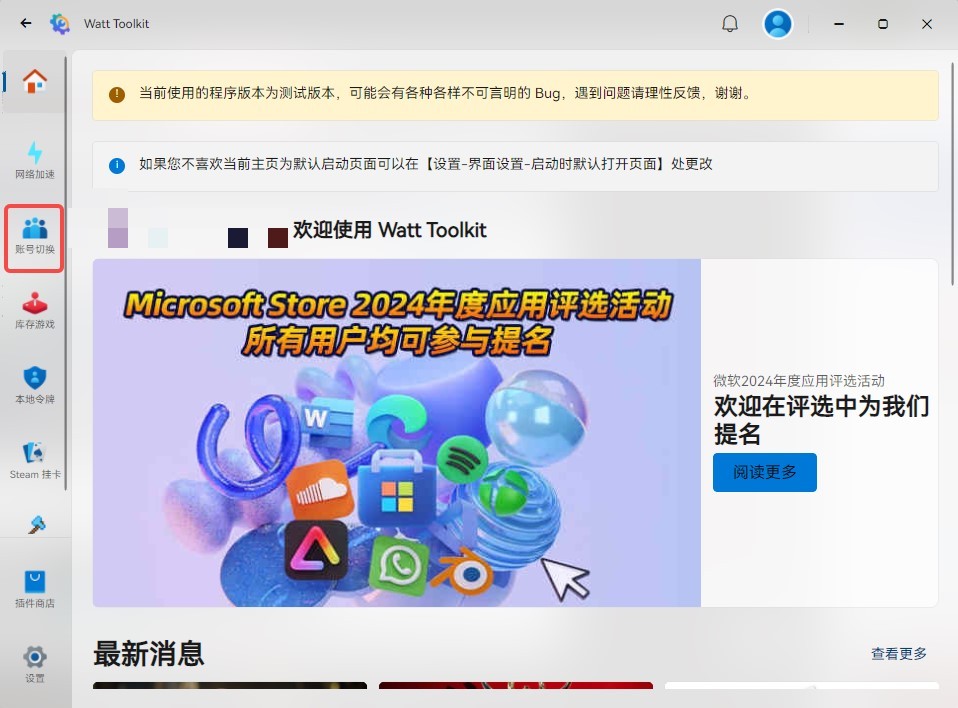 Watt Toolkit
当前使用的程序版本为测试版本，可能会有各种各样不可言明的 Bug，遇到问题请理性反馈，谢谢。
如果您不喜欢当前主页为默认启动页面可以在【设置-界面设置-启动时默认打开页面】处更改
网络加速
账号切换
库存游戏
本地令牌
Steam 挂卡
插件商店
设置
欢迎使用 Watt Toolkit
Microsoft Store 2024年度应用评选活动
所有用户均可参与提名
W
微软2024年度应用评选活动
欢迎在评选中为我们
提名
阅读更多
最新消息
查看更多